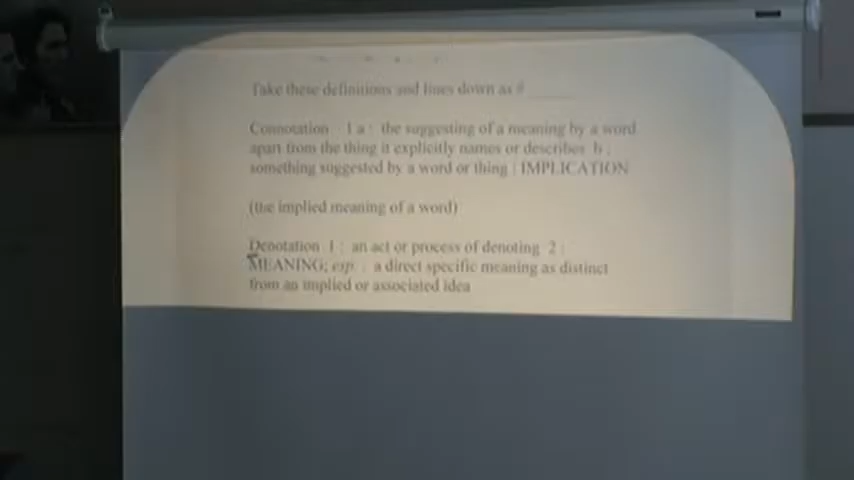 Take these definitions and lines down as # ______
Connotation 1 a : the suggesting of a meaning by a word
apart from the thing it explicitly names or describes b :
something suggested by a word or thing : IMPLICATION
(the implied meaning of a word)
Denotation 1 : an act or process of denoting 2 :
MEANING; esp. : a direct specific meaning as distinct
from an implied or associated idea